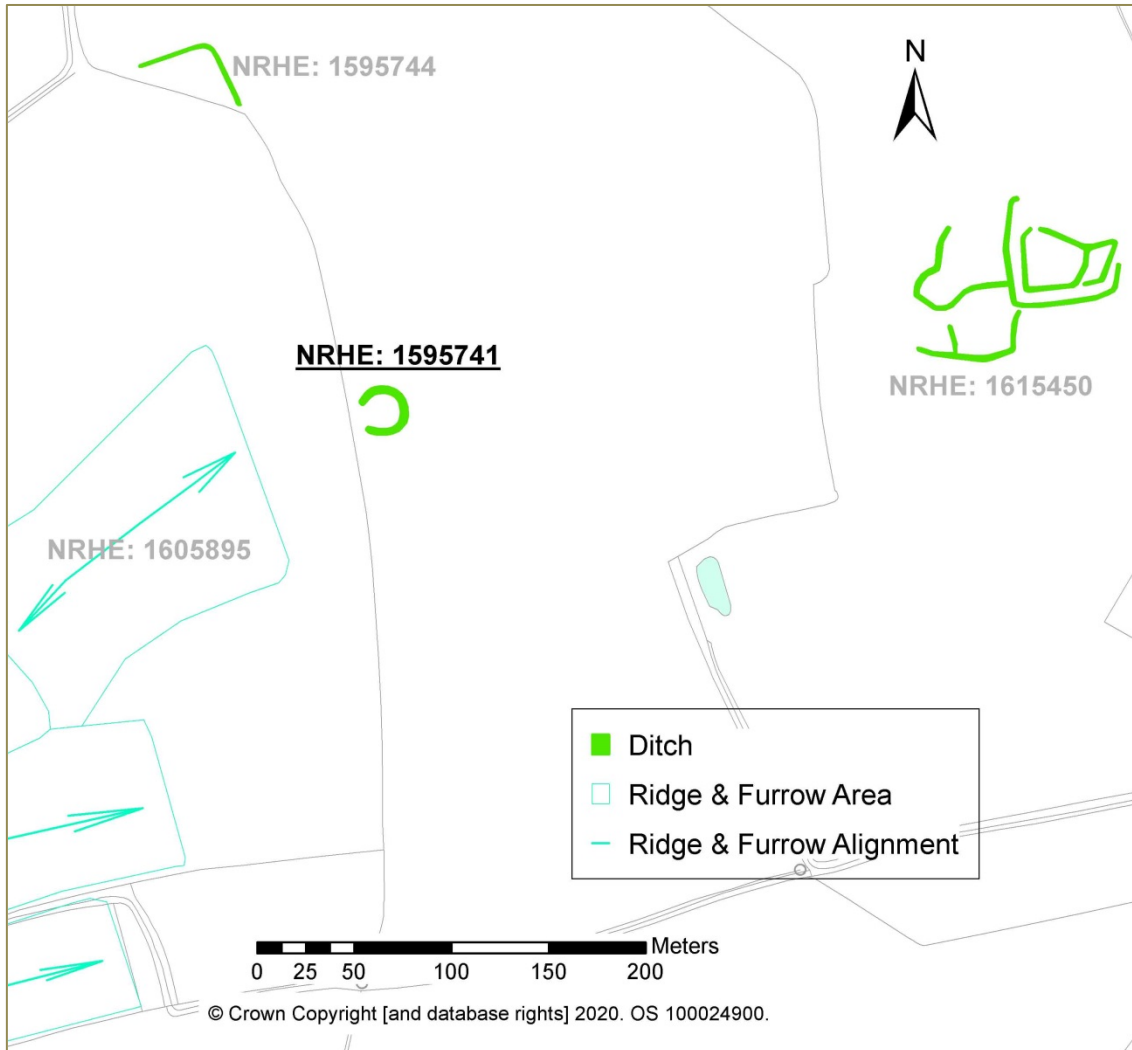 NRHE: 1595744
N
NRHE: 1595741
NRHE: 1615450
NRHE: 1605895
Ditch
Ridge & Furrow Area
Ridge & Furrow Alignment
Meters
0 25 50 100 150 200
© Crown Copyright [and database rights] 2020. OS 100024900.